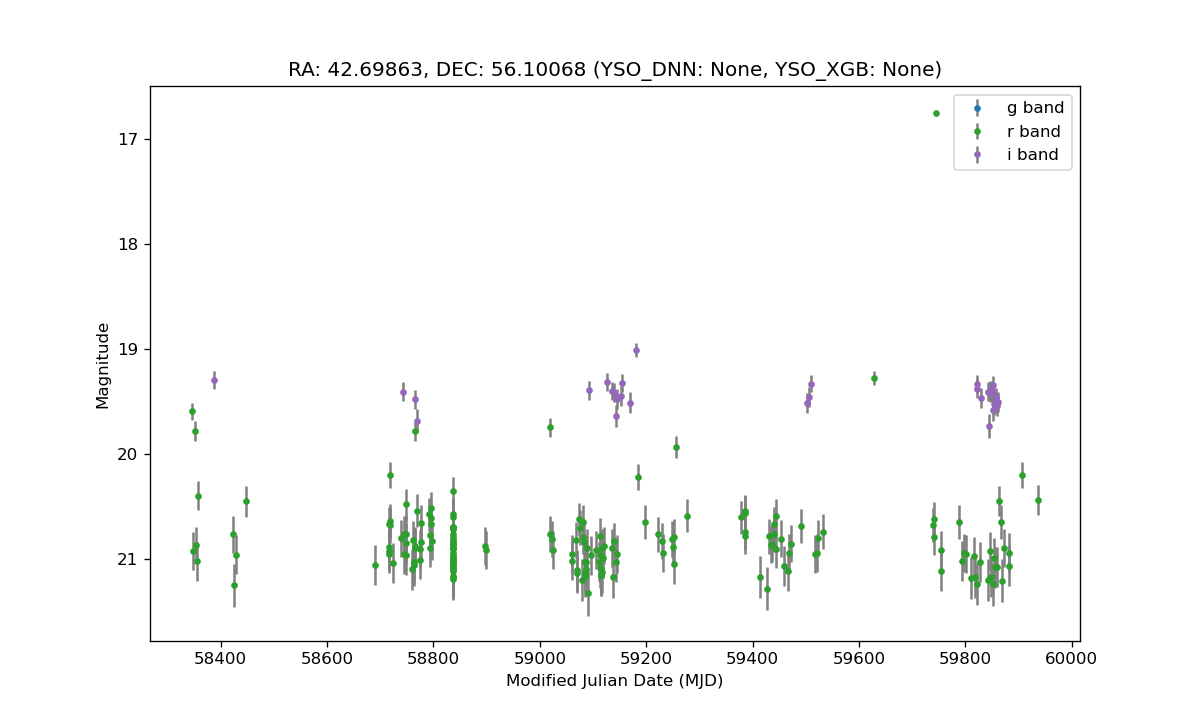 RA: 42.69863, DEC: 56.10068 (YSO_DNN: None, YSO_XGB: None)
g band
r band
i band
17
18
19
20
21
Magnitude
58400 58600 58800 59000 59200 59400 59600 59800 60000
Modified Julian Date (MJD)